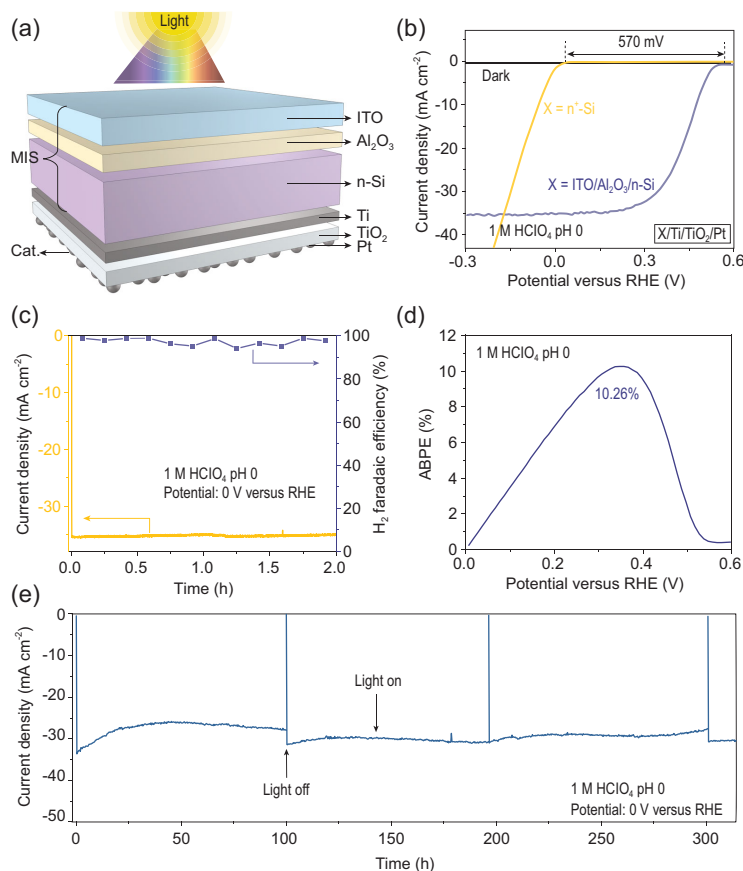 (a)
Light
ITO
Al₂O₃
MIS
n-Si
Ti
TiO₂
Cat.
Pt
(b)
570 mV
Dark
X = n⁺-Si
X = ITO/Al₂O₃/n-Si
1 M HClO₄ pH 0
X/Ti/TiO₂/Pt
Current density (mA cm⁻²)
0
-10
-20
-30
-40
-0.3
0.0
0.3
0.6
Potential versus RHE (V)
(c)
Current density (mA cm⁻²)
0
-10
-20
-30
100
80
60
40
20
0
H₂ faradaic efficiency (%)
1 M HClO₄ pH 0
Potential: 0 V versus RHE
0.0
0.5
1.0
1.5
2.0
Time (h)
(d)
1 M HClO₄ pH 0
10.26%
ABPE (%)
12
10
8
6
4
2
0
0.0
0.2
0.4
0.6
Potential versus RHE (V)
(e)
Current density (mA cm⁻²)
0
-10
-20
-30
-40
-50
Light on
Light off
1 M HClO₄ pH 0
Potential: 0 V versus RHE
0
50
100
150
200
250
300
Time (h)